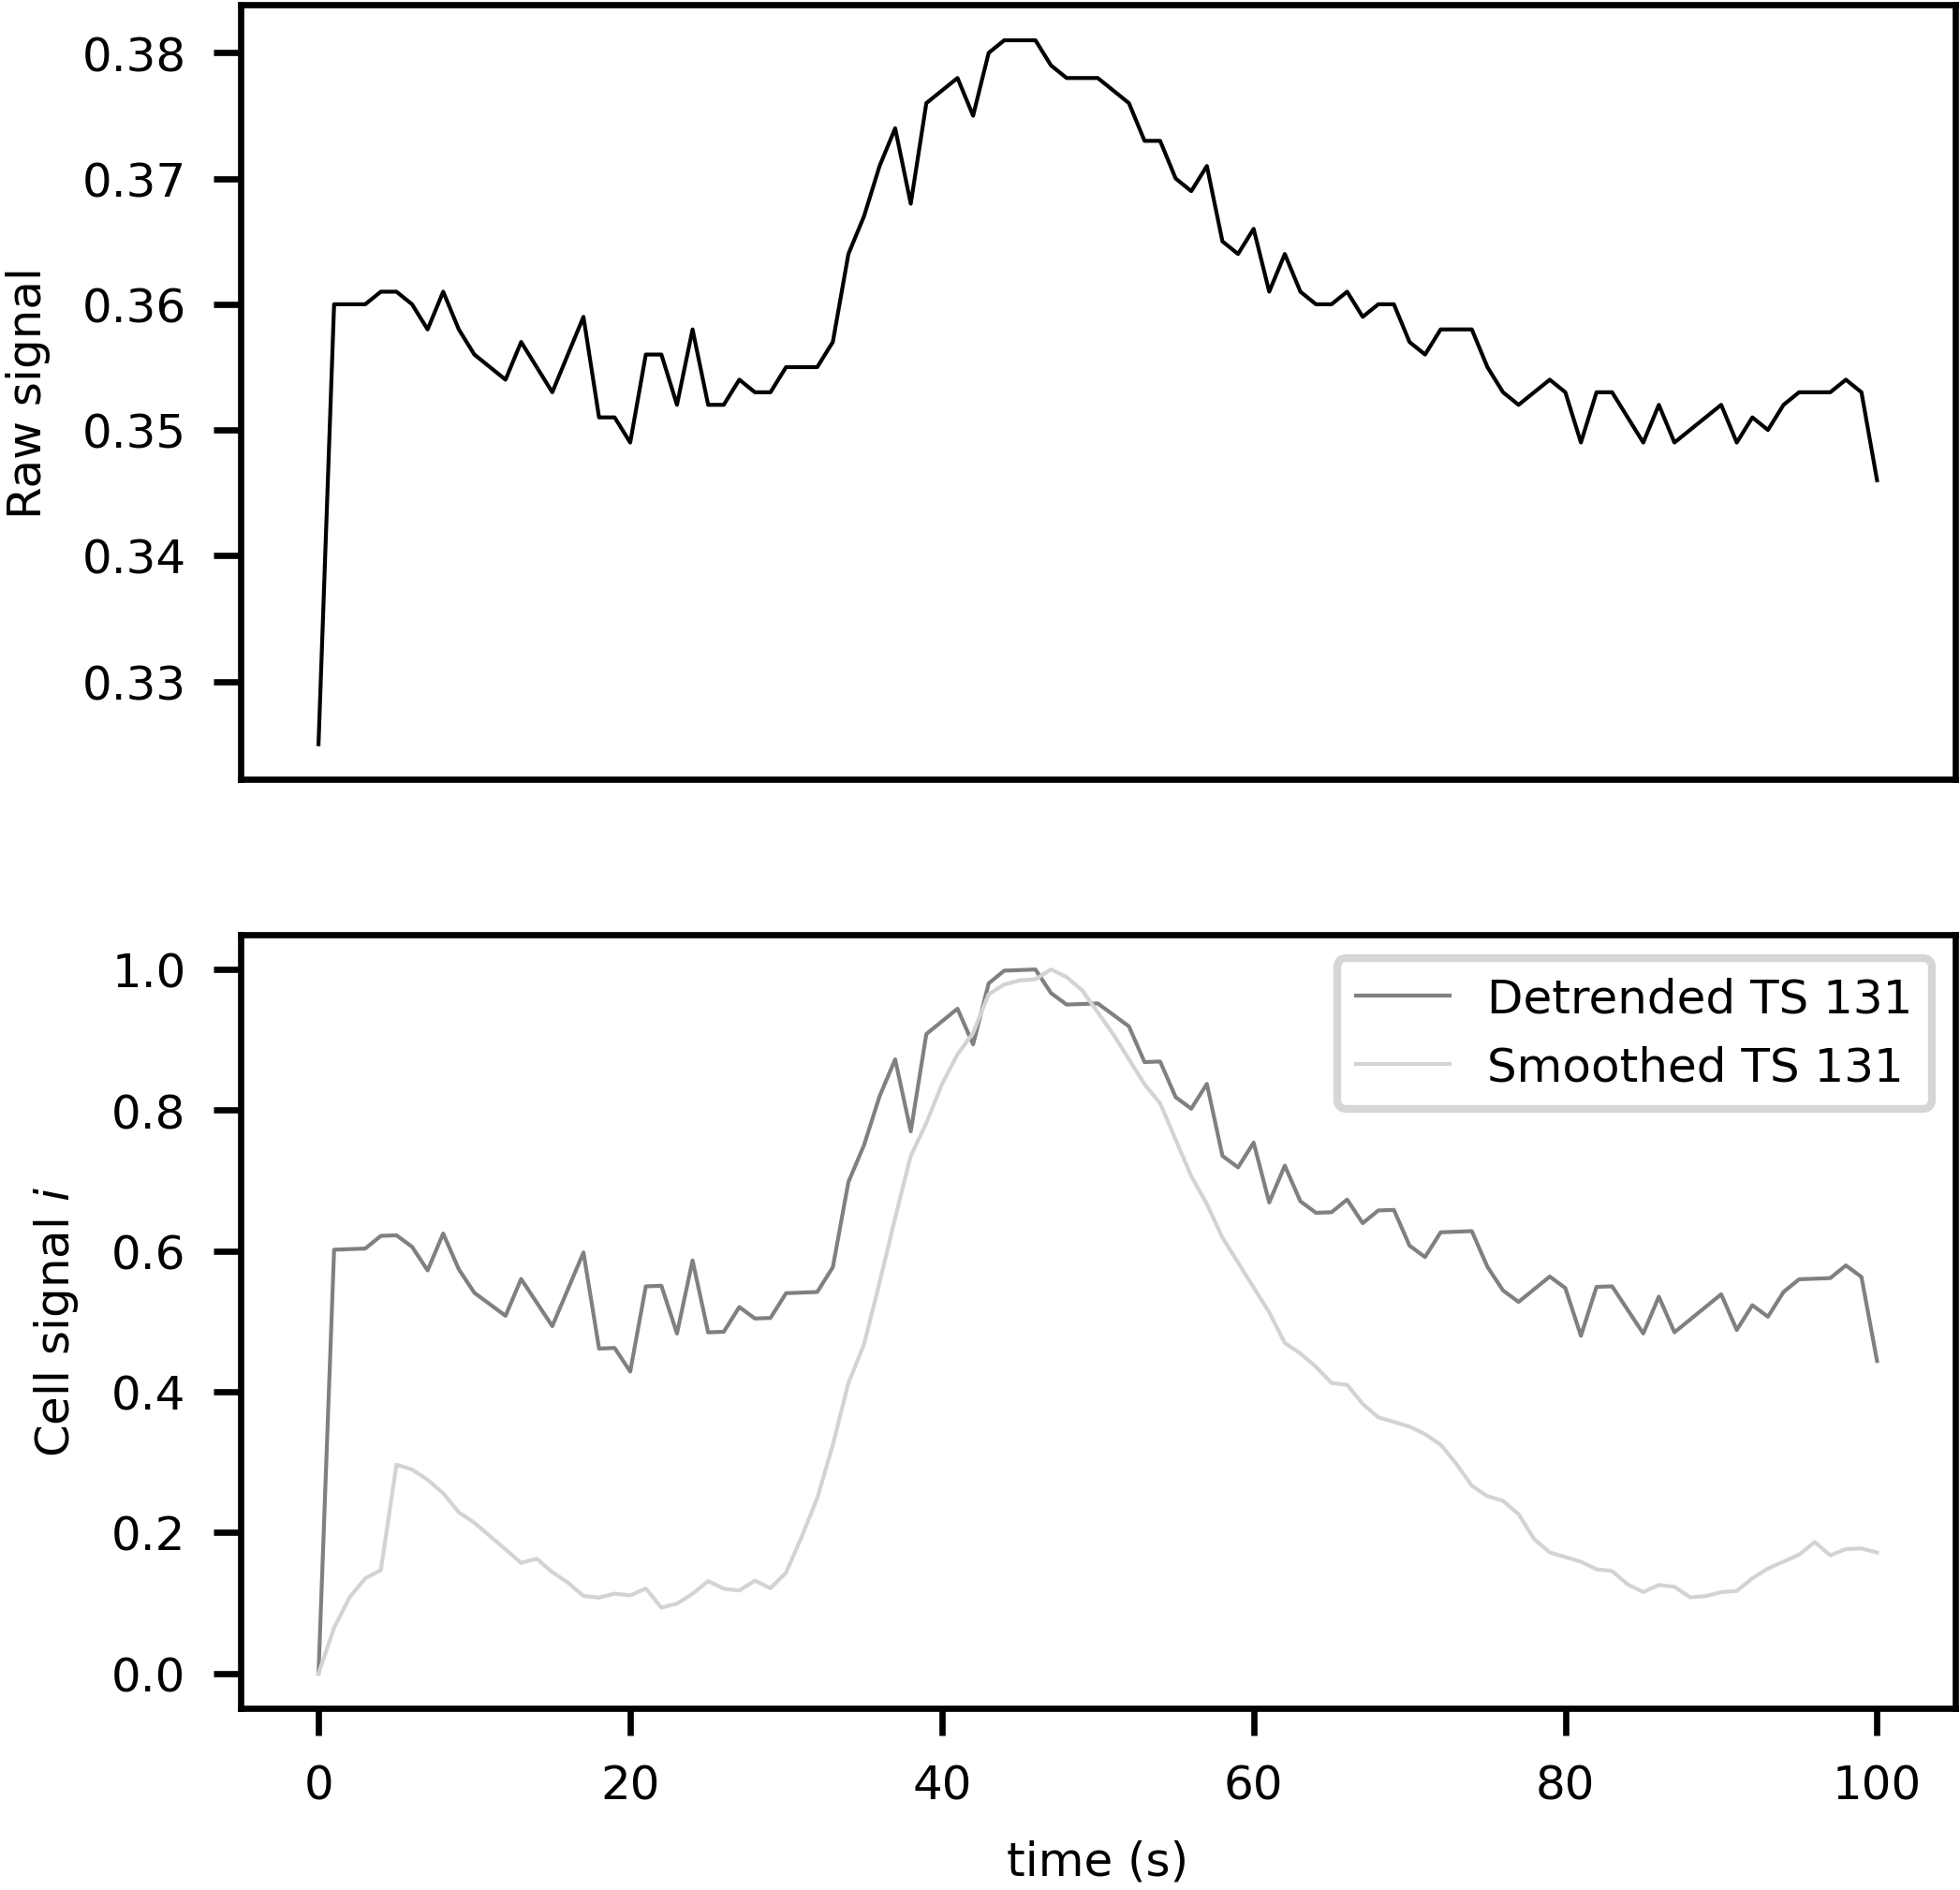 0.38
0.37
0.36
0.35
0.34
0.33
Raw signal
1.0
0.8
0.6
0.4
0.2
0.0
Cell signal i
Detrended TS 131
Smoothed TS 131
0 20 40 60 80 100
time (s)